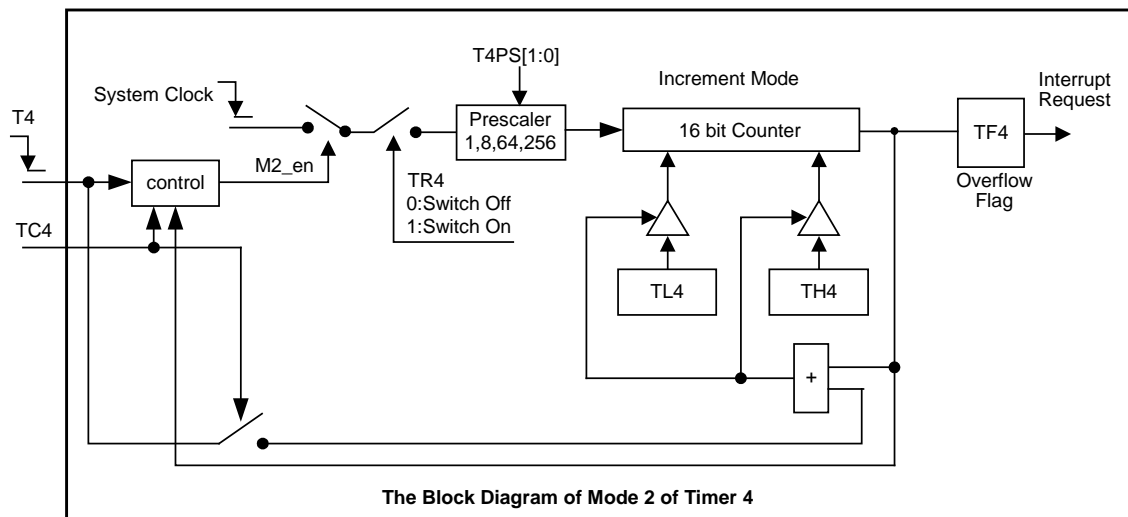 T4PS[1:0]
Increment Mode
Interrupt
Request
System Clock
T4
Prescaler
1,8,64,256
16 bit Counter
TF4
control
M2_en
TR4
0:Switch Off
1:Switch On
Overflow
Flag
TC4
TL4
TH4
+
The Block Diagram of Mode 2 of Timer 4